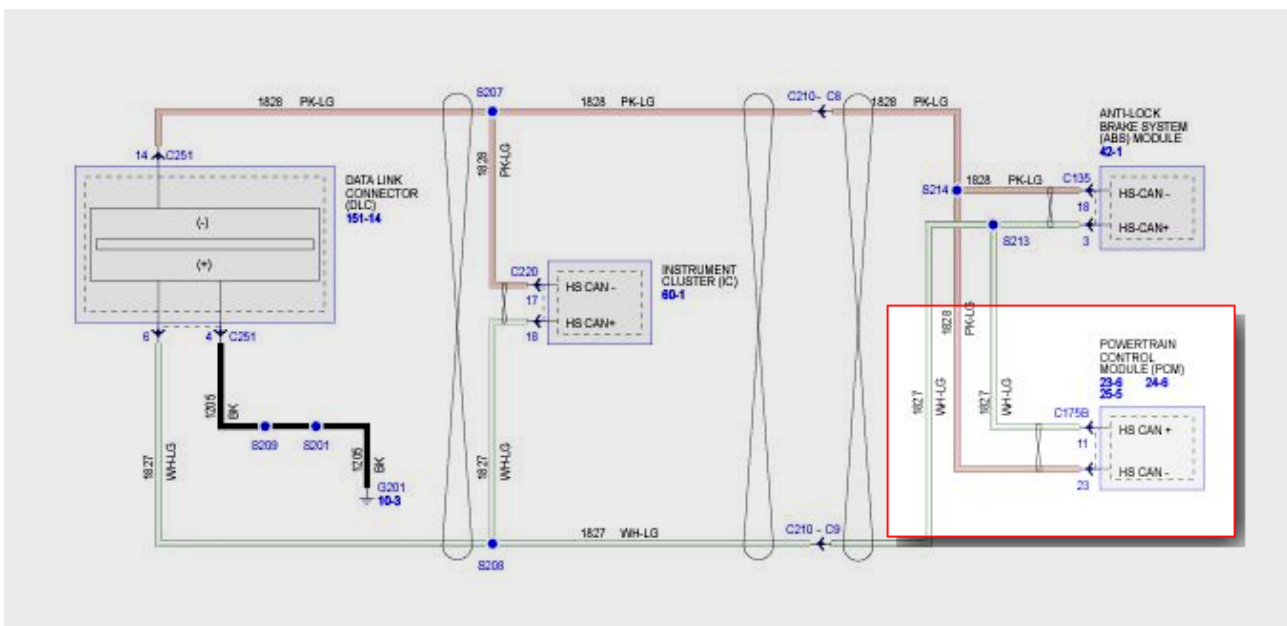 S207
1828 PK-LG
1828 PK-LG
C210- C8
1828 PK-LG
14 C251
1828
PK-LG
ANTI-LOCK
BRAKE SYSTEM
(ABS) MODULE
42-1
DATA LINK
CONNECTOR
(DLC)
151-14
S214
1828 PK-LG
C135
HS-CAN -
18
HS-CAN+
3
S213
(-)
(+)
C220
HS CAN -
17
HS CAN+
18
INSTRUMENT
CLUSTER (IC)
60-1
6
4 C251
1828
PK-LG
POWERTRAIN
CONTROL
MODULE (PCM)
23-6 24-6
25-5
1205
BK
1827
WH-LG
1827
WH-LG
C175B
HS CAN +
11
HS CAN -
23
S209
S201
1827
WH-LG
1205
BK
1827
WH-LG
G201
10-3
1827 WH-LG
C210 - C9
S208